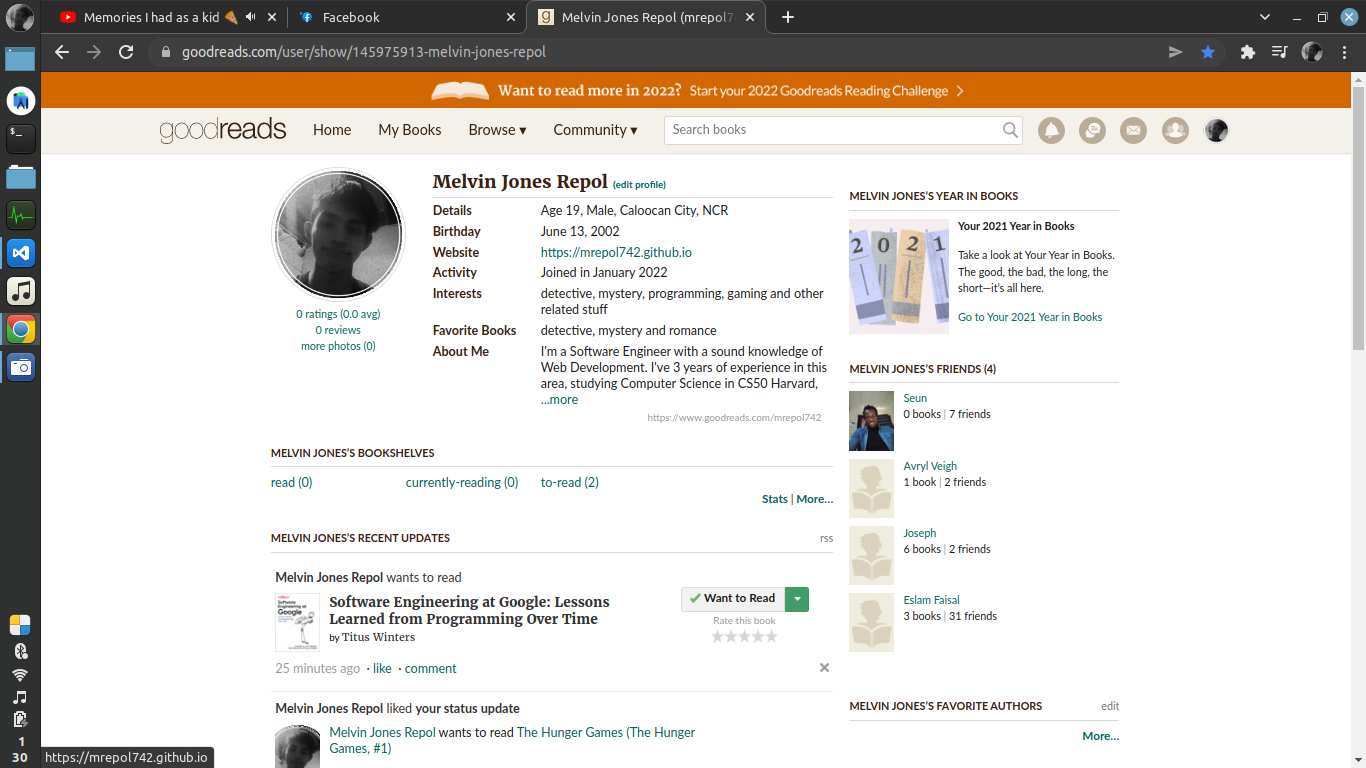 Memories I had as a kid 🍕
Facebook
Melvin Jones Repol (mrepol7
goodreads.com/user/show/145975913-melvin-jones-repol
Want to read more in 2022? Start your 2022 Goodreads Reading Challenge
goodreads
Home
My Books
Browse ▾
Community ▾
Search books
Melvin Jones Repol (edit profile)
Details Age 19, Male, Caloocan City, NCR
Birthday June 13, 2002
Website https://mrepol742.github.io
Activity Joined in January 2022
Interests detective, mystery, programming, gaming and other
related stuff
Favorite Books detective, mystery and romance
About Me I'm a Software Engineer with a sound knowledge of
Web Development. I've 3 years of experience in this
area, studying Computer Science in CS50 Harvard,
...more
https://www.goodreads.com/mrepol742
0 ratings (0.0 avg)
0 reviews
more photos (0)
MELVIN JONES'S BOOKSHELVES
read (0) currently-reading (0) to-read (2)
Stats | More...
MELVIN JONES'S RECENT UPDATES
rss
Melvin Jones Repol wants to read
Software Engineering at Google: Lessons
Learned from Programming Over Time
by Titus Winters
Software
Engineering at
Google
Want to Read
Rate this book
25 minutes ago · like · comment
Melvin Jones Repol liked your status update
Melvin Jones Repol wants to read The Hunger Games (The Hunger
Games, #1)
MELVIN JONES'S YEAR IN BOOKS
2021
Your 2021 Year in Books
Take a look at Your Year in Books.
The good, the bad, the long, the
short—it's all here.
Go to Your 2021 Year in Books
MELVIN JONES'S FRIENDS (4)
Seun
0 books | 7 friends
Avryl Veigh
1 book | 2 friends
Joseph
6 books | 2 friends
Eslam Faisal
3 books | 31 friends
MELVIN JONES'S FAVORITE AUTHORS
edit
More...
1
30
https://mrepol742.github.io